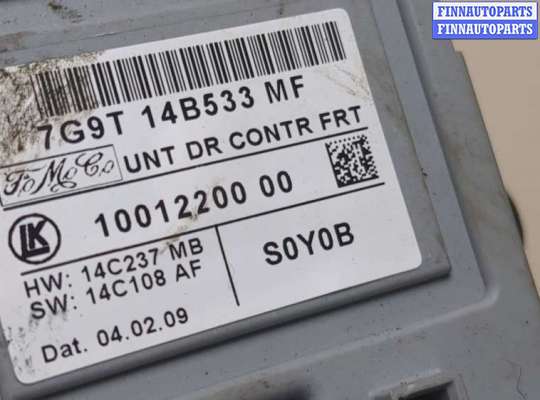 FINNAUTOPARTS
FINNAUTOPARTS
7G9T 14B533 MF
FoMoCo
UNT DR CONTR FRT
LK
10012200 00
HW: 14C237 MB
SW: 14C108 AF
S0Y0B
Dat. 04.02.09